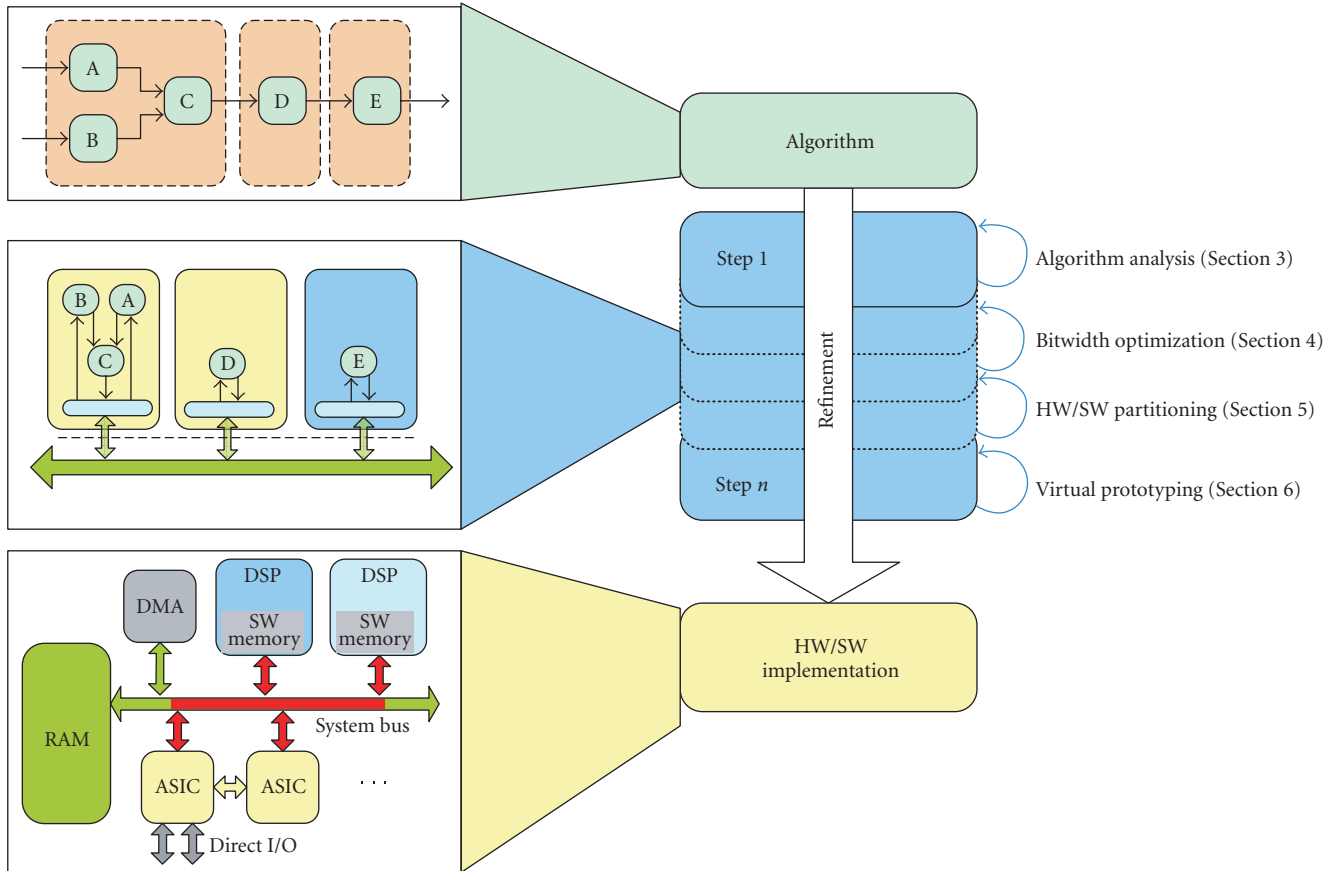 A
B
C
D
E
Algorithm
Step 1
Algorithm analysis (Section 3)
Bitwidth optimization (Section 4)
Refinement
HW/SW partitioning (Section 5)
Step n
Virtual prototyping (Section 6)
B
A
C
D
E
DMA
DSP
SW
memory
DSP
SW
memory
RAM
System bus
ASIC
ASIC
. . .
Direct I/O
HW/SW
implementation